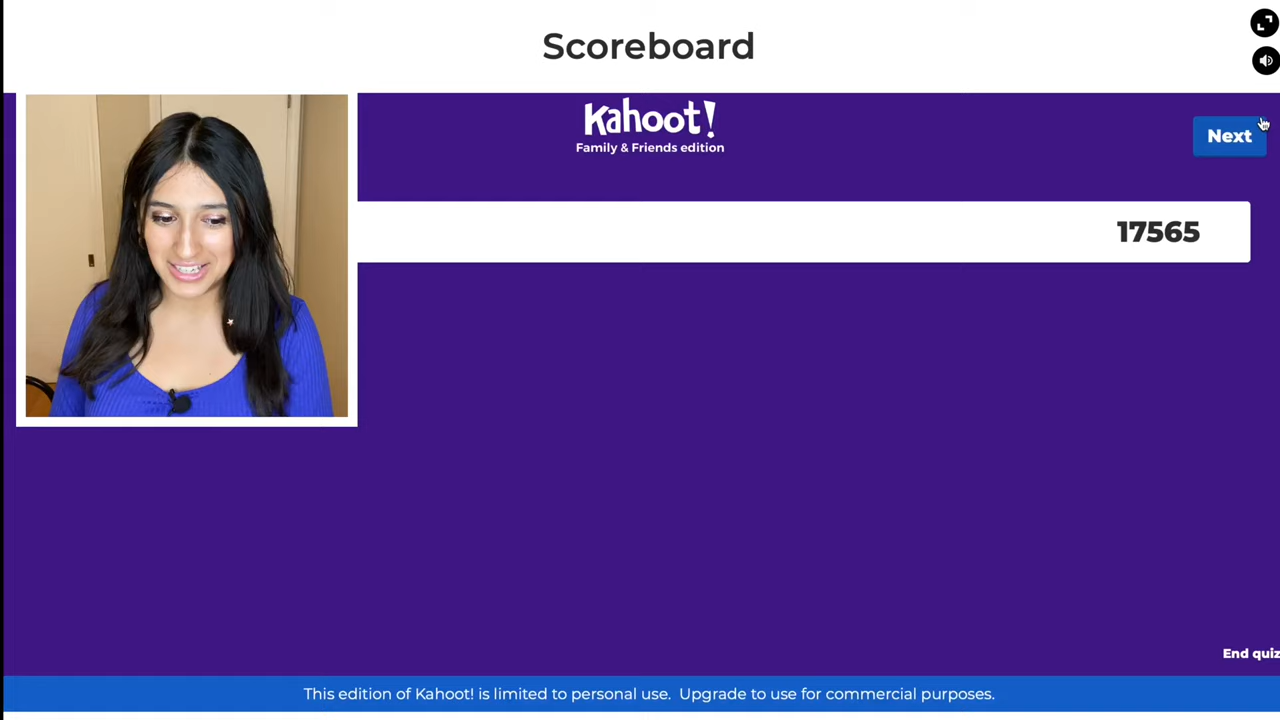 Scoreboard
Kahoot!
Family & Friends edition
Next
17565
End quiz
This edition of Kahoot! is limited to personal use. Upgrade to use for commercial purposes.